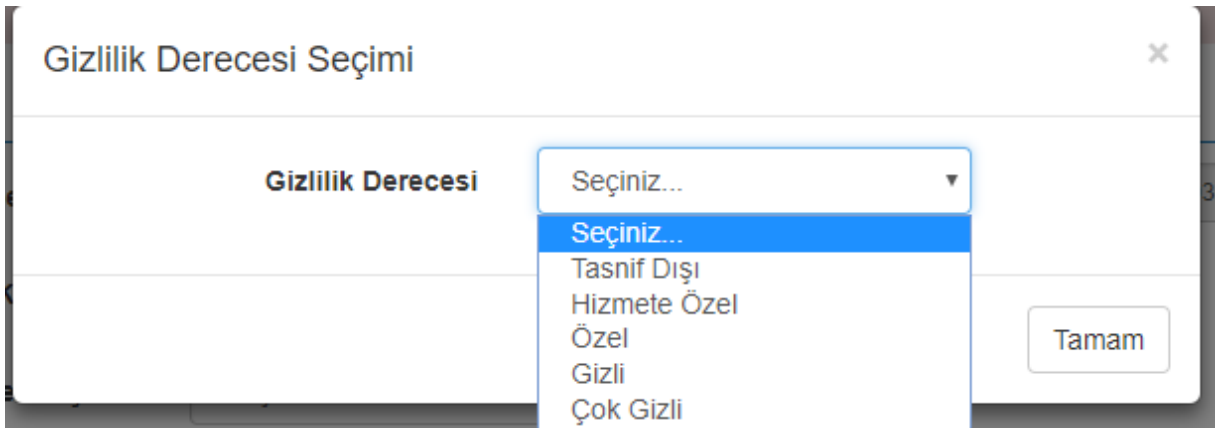 Gizlilik Derecesi Seçimi ×
Gizlilik Derecesi Seçiniz...
Seçiniz...
Tasnif Dışı
Hizmete Özel
Özel
Gizli
Çok Gizli
Tamam